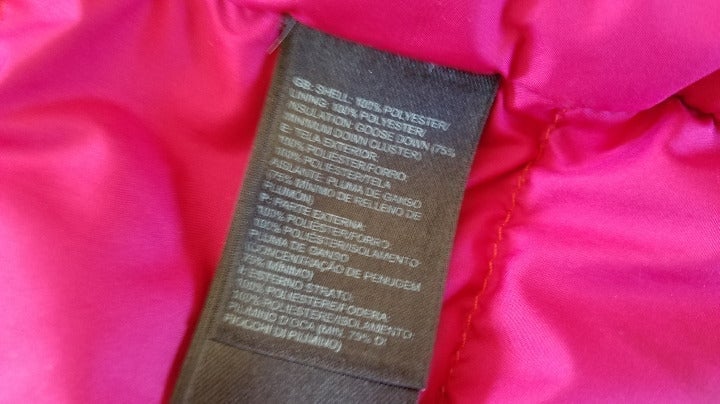 GB: SHELL: 100% POLYESTER/
LINING: 100% POLYESTER/
INSULATION: GOOSE DOWN (75%
MINIMUM DOWN CLUSTER)
E: TELA EXTERIOR:
100% POLIÉSTER/FORRO:
100% POLIÉSTER/TELA
AISLANTE: PLUMA DE GANSO
(75% MÍNIMO DE RELLENO DE
PLUMÓN)
P: PARTE EXTERNA:
100% POLIÉSTER/FORRO:
100% POLIÉSTER/ISOLAMENTO:
PLUMA DE GANSO
(CONCENTRAÇÃO DE PENUGEM
75% MÍNIMO)
I: ESTERNO STRATO:
100% POLIESTERE/FODERA:
100% POLIESTERE/ISOLAMENTO:
PIUMINO D'OCA (MIN. 75% DI
FIOCCHI DI PIUMINO)